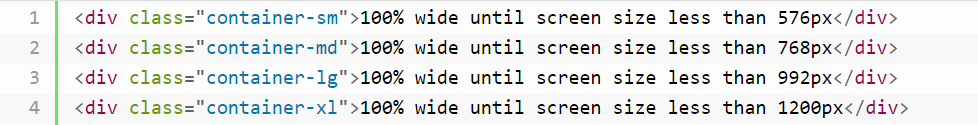 1 <div class="container-sm">100% wide until screen size less than 576px</div>
2 <div class="container-md">100% wide until screen size less than 768px</div>
3 <div class="container-lg">100% wide until screen size less than 992px</div>
4 <div class="container-xl">100% wide until screen size less than 1200px</div>